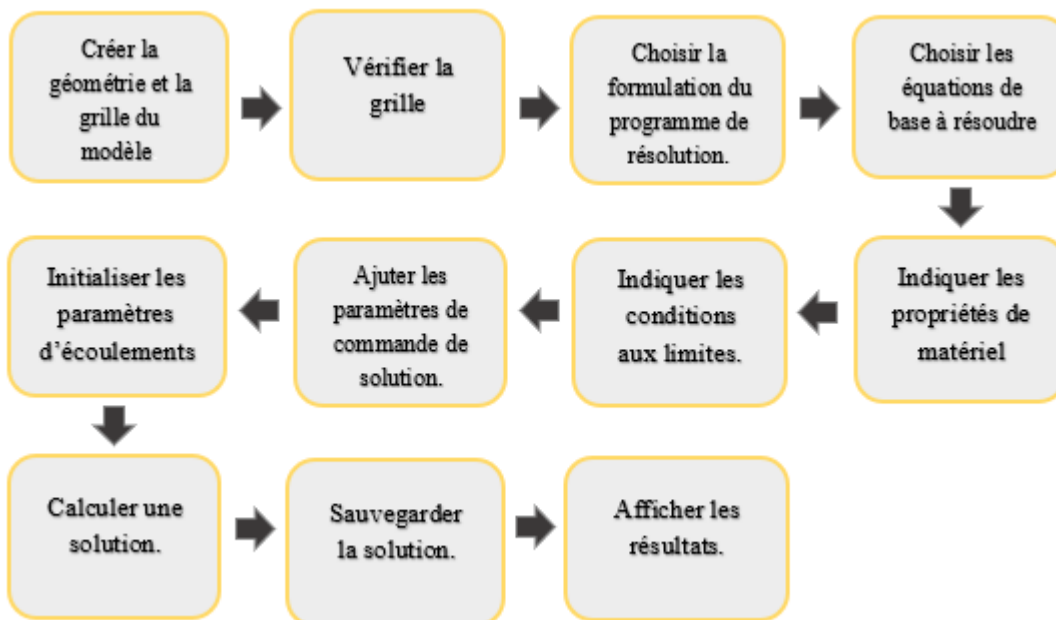 Créer la
géométrie et la
grille du
modèle
Vérifier la
grille
Choisir la
formulation du
programme de
résolution.
Choisir les
équations de
base à résoudre
Indiquer les
propriétés de
matériel
Indiquer les
conditions
aux limites.
Ajuter les
paramètres de
commande de
solution.
Initialiser les
paramètres
d'écoulements
Calculer une
solution.
Sauvegarder
la solution.
Afficher les
résultats.